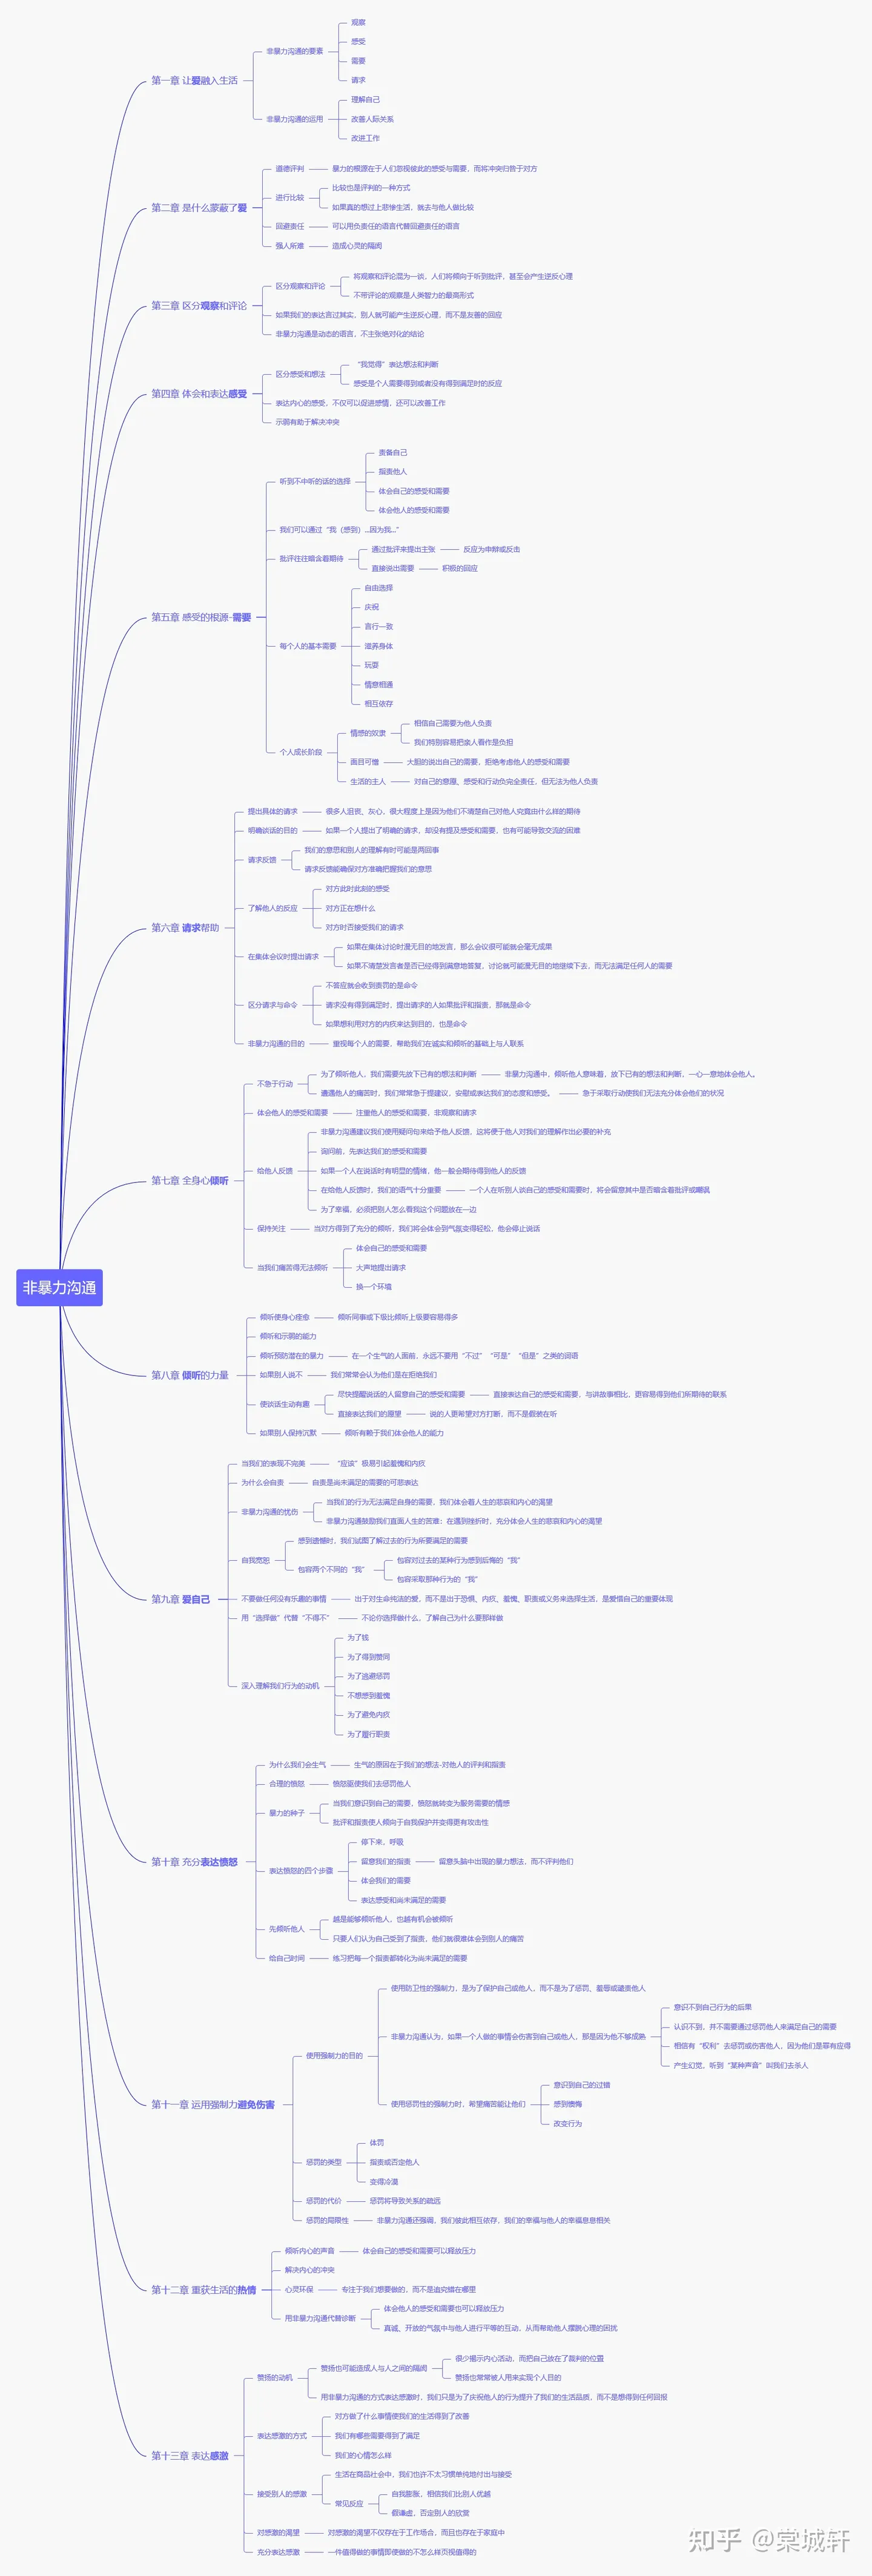 非暴力沟通
第一章 让爱融入生活
非暴力沟通的要素
观察
感受
需要
请求
非暴力沟通的运用
理解自己
改善人际关系
改进工作
第二章 是什么蒙蔽了爱
道德评判
暴力的根源在于人们忽视彼此的感受与需要，而将冲突归咎于对方
进行比较
比较也是评判的一种方式
如果真的想过上悲惨生活，就去与他人做比较
回避责任
可以用负责任的语言代替回避责任的语言
强人所难
造成心灵的隔阂
第三章 区分观察和评论
区分观察和评论
将观察和评论混为一谈，人们将倾向于听到批评，甚至会产生逆反心理
不带评论的观察是人类智力的最高形式
如果我们的表达言过其实，别人就可能产生逆反心理，而不是友善的回应
非暴力沟通是动态的语言，不主张绝对化的结论
第四章 体会和表达感受
区分感受和想法
“我觉得”表达想法和判断
感受是个人需要得到或者没有得到满足时的反应
表达内心的感受，不仅可以促进感情，还可以改善工作
示弱有助于解决冲突
第五章 感受的根源-需要
听到不中听的话的选择
责备自己
指责他人
体会自己的感受和需要
体会他人的感受和需要
我们可以通过“我（感到）...因为我...”
批评往往暗含着期待
通过批评来提出主张
反应为申辩或反击
直接说出需要
积极的回应
每个人的基本需要
自由选择
庆祝
言行一致
滋养身体
玩耍
情意相通
相互依存
个人成长阶段
情感的奴隶
相信自己需要为他人负责
我们特别容易把亲人看作是负担
面目可憎
大胆的说出自己的需要，拒绝考虑他人的感受和需要
生活的主人
对自己的意愿、感受和行动负完全责任，但无法为他人负责
第六章 请求帮助
提出具体的请求
很多人沮丧、灰心，很大程度上是因为他们不清楚自己对他人究竟由什么样的期待
明确谈话的目的
如果一个人提出了明确的请求，却没有提及感受和需要，也有可能导致交流的困难
请求反馈
我们的意思和别人的理解有时可能是两回事
请求反馈能确保对方准确把握我们的意思
了解他人的反应
对方此时此刻的感受
对方正在想什么
对方时否接受我们的请求
在集体会议时提出请求
如果在集体讨论时漫无目的地发言，那么会议很可能就会毫无成果
如果不清楚发言者是否已经得到满意地答复，讨论就可能漫无目的地继续下去，而无法满足任何人的需要
区分请求与命令
不答应就会收到责罚的是命令
请求没有得到满足时，提出请求的人如果批评和指责，那就是命令
如果想利用对方的内疚来达到目的，也是命令
非暴力沟通的目的
重视每个人的需要，帮助我们在诚实和倾听的基础上与人联系
第七章 全身心倾听
不急于行动
为了倾听他人，我们需要先放下已有的想法和判断
非暴力沟通中，倾听他人意味着，放下已有的想法和判断，一心一意地体会他人。
遭遇他人的痛苦时，我们常常急于提建议，安慰或表达我们的态度和感受。
急于采取行动使我们无法充分体会他们的状况
体会他人的感受和需要
注重他人的感受和需要，非观察和请求
给他人反馈
非暴力沟通建议我们使用疑问句来给予他人反馈，这将便于他人对我们的理解作出必要的补充
询问前，先表达我们的感受和需要
如果一个人在说话时有明显的情绪，他一般会期待得到他人的反馈
在给他人反馈时，我们的语气十分重要
一个人在听别人谈自己的感受和需要时，将会留意其中是否暗含着批评或嘲讽
为了幸福，必须把别人怎么看我这个问题放在一边
保持关注
当对方得到了充分的倾听，我们将会体会到气氛变得轻松，他会停止说话
当我们痛苦得无法倾听
体会自己的感受和需要
大声地提出请求
换一个环境
第八章 倾听的力量
倾听使身心痊愈
倾听同事或下级比倾听上级要容易得多
倾听和示弱的能力
倾听预防潜在的暴力
在一个生气的人面前，永远不要用“不过”“可是”“但是”之类的词语
如果别人说不
我们常常会认为他们是在拒绝我们
使谈话生动有趣
尽快提醒说话的人留意自己的感受和需要
直接表达自己的感受和需要，与讲故事相比，更容易得到他们所期待的联系
直接表达我们的愿望
说的人更希望对方打断，而不是假装在听
如果别人保持沉默
倾听有赖于我们体会他人的能力
第九章 爱自己
当我们的表现不完美
“应该”极易引起羞愧和内疚
为什么会自责
自责是尚未满足的需要的可悲表达
非暴力沟通的忧伤
当我们的行为无法满足自身的需要，我们体会着人生的悲哀和内心的渴望
非暴力沟通鼓励我们直面人生的苦难：在遇到挫折时，充分体会人生的悲哀和内心的渴望
自我宽恕
感到遗憾时，我们试图了解过去的行为所要满足的需要
包容两个不同的“我”
包容对过去的某种行为感到后悔的“我”
包容采取那种行为的“我”
不要做任何没有乐趣的事情
出于对生命纯洁的爱，而不是出于恐惧、内疚、羞愧、职责或义务来选择生活，是爱惜自己的重要体现
用“选择做”代替“不得不”
不论你选择做什么，了解自己为什么要那样做
深入理解我们行为的动机
为了钱
为了得到赞同
为了逃避惩罚
不想感到羞愧
为了避免内疚
为了履行职责
第十章 充分表达愤怒
为什么我们会生气
生气的原因在于我们的想法-对他人的评判和指责
合理的愤怒
愤怒驱使我们去惩罚他人
暴力的种子
当我们意识到自己的需要，愤怒就转变为服务需要的情感
批评和指责使人倾向于自我保护并变得更有攻击性
表达愤怒的四个步骤
停下来，呼吸
留意我们的指责
留意头脑中出现的暴力想法，而不评判他们
体会我们的需要
表达感受和尚未满足的需要
先倾听他人
越是能够倾听他人，也越有机会被倾听
只要人们认为自己受到了指责，他们就很难体会到别人的痛苦
给自己时间
练习把每一个指责都转化为尚未满足的需要
第十一章 运用强制力避免伤害
使用强制力的目的
使用防卫性的强制力，是为了保护自己或他人，而不是为了惩罚、羞辱或谴责他人
非暴力沟通认为，如果一个人做的事情会伤害到自己或他人，那是因为他不够成熟
意识不到自己行为的后果
认识不到，并不需要通过惩罚他人来满足自己的需要
相信有“权利”去惩罚或伤害他人，因为他们是罪有应得
产生幻觉，听到“某种声音”叫我们去杀人
使用惩罚性的强制力时，希望痛苦能让他们
意识到自己的过错
感到懊悔
改变行为
惩罚的类型
体罚
指责或否定他人
变得冷漠
惩罚的代价
惩罚将导致关系的疏远
惩罚的局限性
非暴力沟通还强调，我们彼此相互依存，我们的幸福与他人的幸福息息相关
第十二章 重获生活的热情
倾听内心的声音
体会自己的感受和需要可以释放压力
解决内心的冲突
心灵环保
专注于我们想要做的，而不是追究错在哪里
用非暴力沟通代替诊断
体会他人的感受和需要也可以释放压力
真诚、开放的气氛中与他人进行平等的互动，从而帮助他人摆脱心理的困扰
第十三章 表达感激
赞扬的动机
赞扬也可能造成人与人之间的隔阂
很少揭示内心活动，而把自己放在了裁判的位置
赞扬也常常被人用来实现个人目的
用非暴力沟通的方式表达感激时，我们只是为了庆祝他人的行为提升了我们的生活品质，而不是想得到任何回报
表达感激的方式
对方做了什么事情使我们的生活得到了改善
我们有哪些需要得到了满足
我们的心情怎么样
接受别人的感激
生活在商品社会中，我们也许不太习惯单纯地付出与接受
常见反应
自我膨胀，相信我们比别人优越
假谦虚，否定别人的欣赏
对感激的渴望
对感激的渴望不仅存在于工作场合，而且也存在于家庭中
充分表达感激
一件值得做的事情即使做的不怎么样页视值得的
知乎 @棠城轩